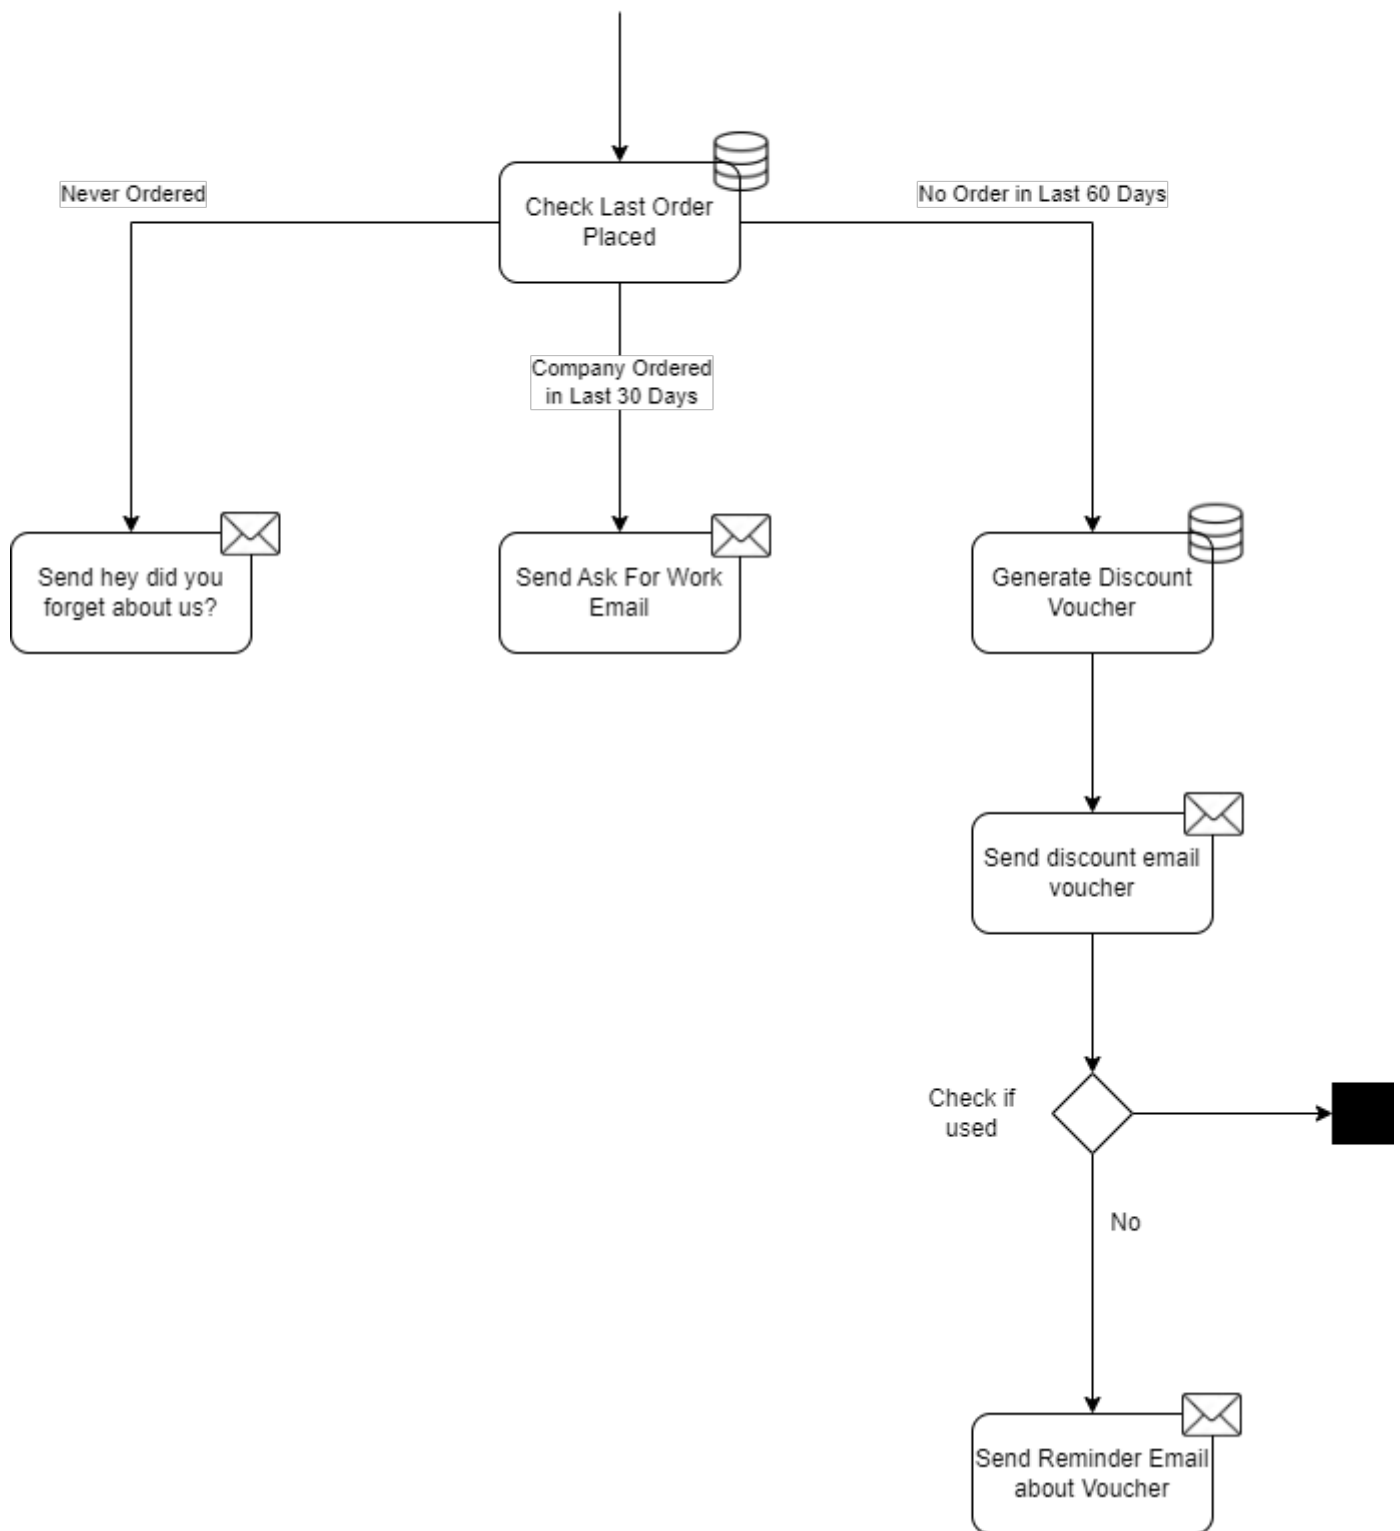 Never Ordered
No Order in Last 60 Days
Check Last Order
Placed
Company Ordered
in Last 30 Days
Send hey did you
forget about us?
Send Ask For Work
Email
Generate Discount
Voucher
Send discount email
voucher
Check if
used
No
Send Reminder Email
about Voucher